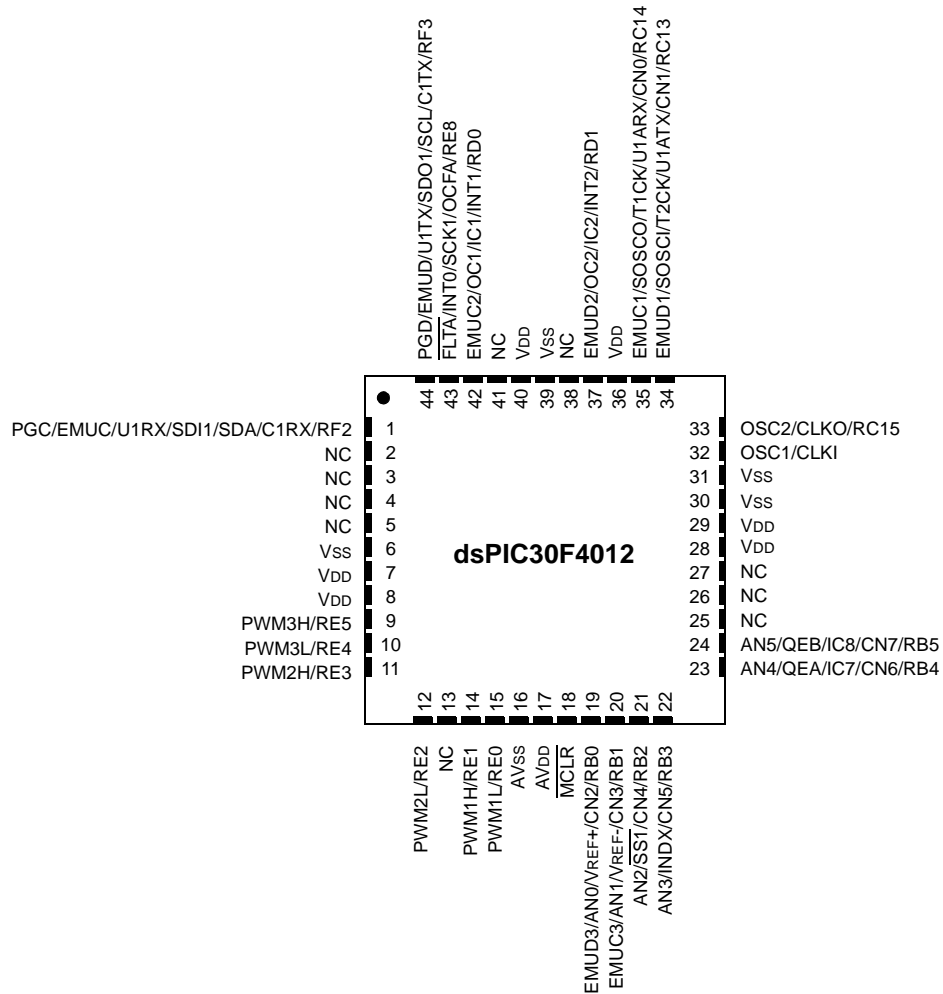 PGD/EMUD/U1TX/SDO1/SCL/C1TX/RF3
FLTA/INT0/SCK1/OCFA/RE8
EMUC2/OC1/IC1/INT1/RD0
NC
VDD
VSS
NC
EMUD2/OC2/IC2/INT2/RD1
VDD
EMUC1/SOSCO/T1CK/U1ARX/CN0/RC14
EMUD1/SOSCI/T2CK/U1ATX/CN1/RC13
44 43 42 41 40 39 38 37 36 35 34
PGC/EMUC/U1RX/SDI1/SDA/C1RX/RF2 1
NC 2
NC 3
NC 4
NC 5
VSS 6
VDD 7
VDD 8
PWM3H/RE5 9
PWM3L/RE4 10
PWM2H/RE3 11
dsPIC30F4012
33 OSC2/CLKO/RC15
32 OSC1/CLKI
31 VSS
30 VSS
29 VDD
28 VDD
27 NC
26 NC
25 NC
24 AN5/QEB/IC8/CN7/RB5
23 AN4/QEA/IC7/CN6/RB4
12 13 14 15 16 17 18 19 20 21 22
PWM2L/RE2
NC
PWM1H/RE1
PWM1L/RE0
AVSS
AVDD
MCLR
EMUD3/AN0/VREF+/CN2/RB0
EMUC3/AN1/VREF-/CN3/RB1
AN2/SS1/CN4/RB2
AN3/INDX/CN5/RB3